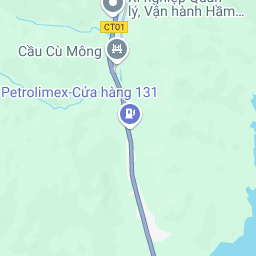 Xí nghiệp Quản
lý, Vận hành Hầm...
CT01
Cầu Cù Mông
Petrolimex-Cửa hàng 131